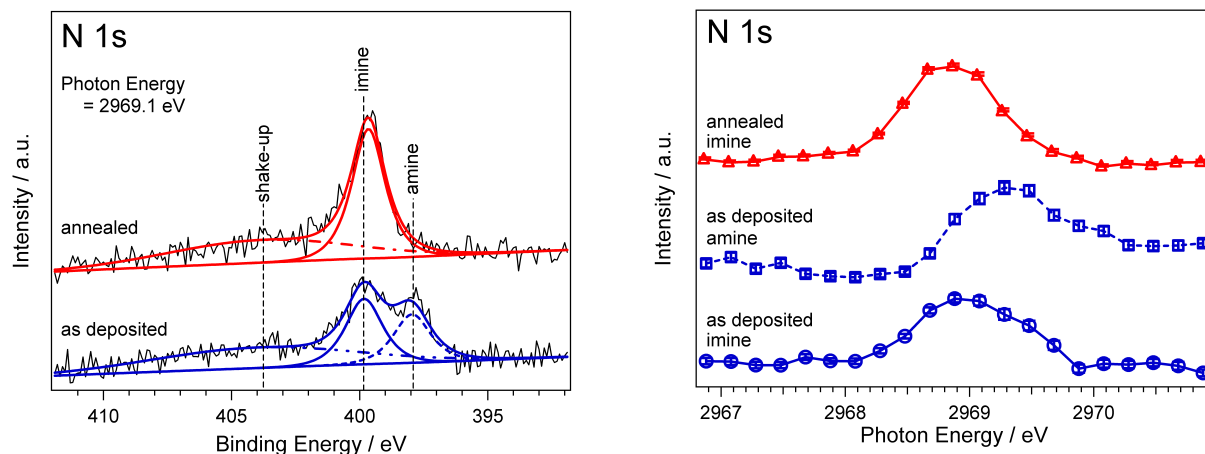 N 1s
Photon Energy
= 2969.1 eV
shake-up
imine
amine
annealed
as deposited
Intensity / a.u.
410
405
400
395
Binding Energy / eV
N 1s
annealed
imine
as deposited
amine
as deposited
imine
Intensity / a.u.
2967
2968
2969
2970
Photon Energy / eV